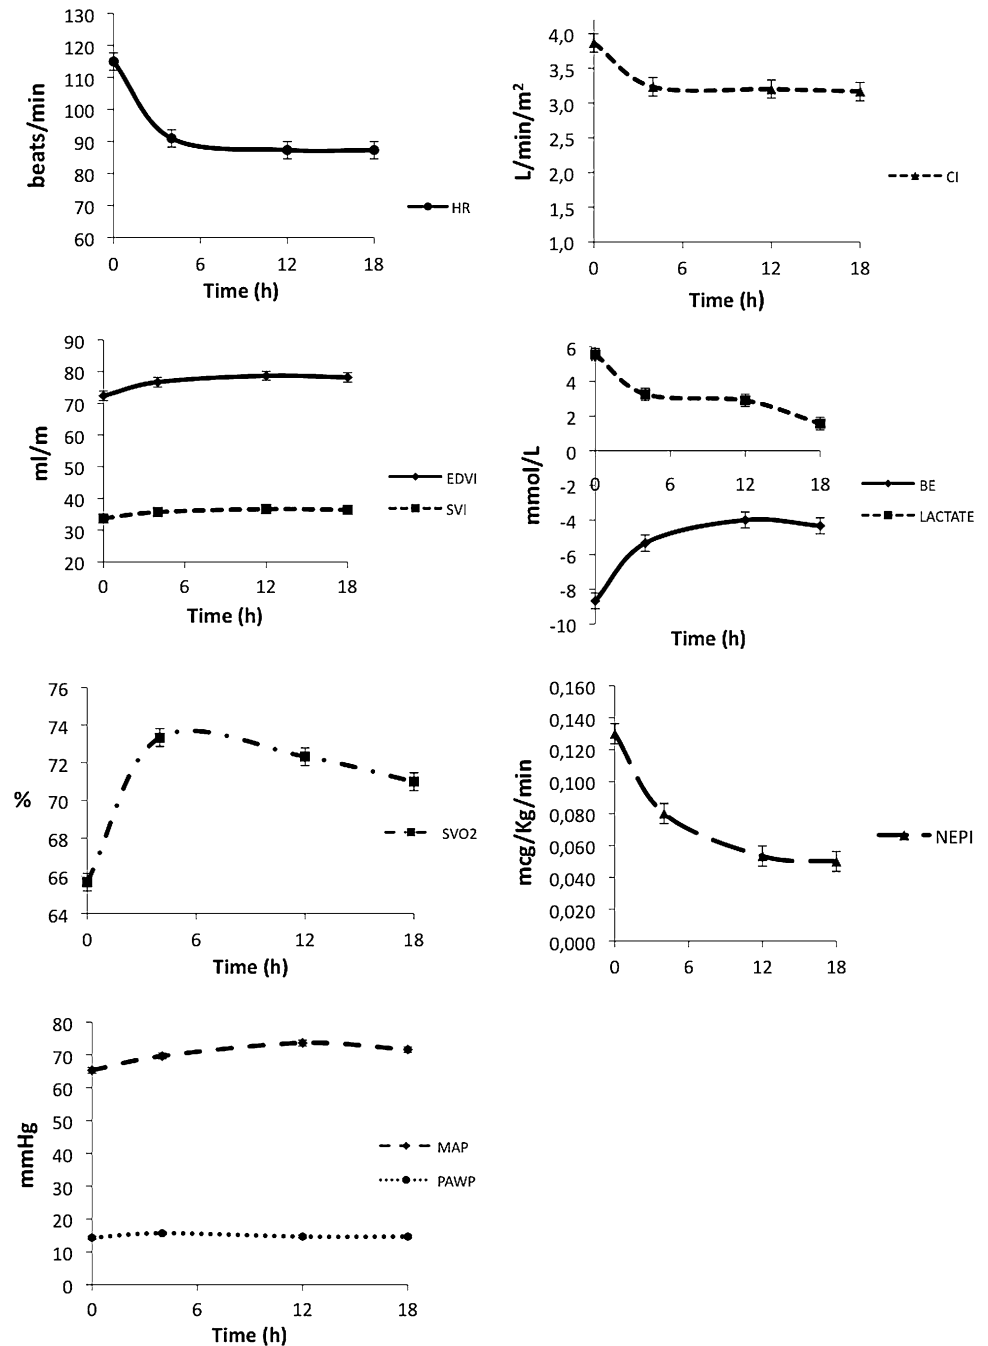 130
120
110
100
90
80
70
60
beats/min
0 6 12 18
Time (h)
HR
4,0
3,5
3,0
2,5
2,0
1,5
1,0
L/min/m²
0 6 12 18
Time (h)
CI
90
80
70
60
50
40
30
20
ml/m
0 6 12 18
Time (h)
EDVI
SVI
6
4
2
0
-2
-4
-6
-8
-10
mmol/L
0 6 12 18
Time (h)
BE
LACTATE
76
74
72
70
68
66
64
%
0 6 12 18
Time (h)
SVO2
0,160
0,140
0,120
0,100
0,080
0,060
0,040
0,020
0,000
mcg/Kg/min
0 6 12 18
Time (h)
NEPI
80
70
60
50
40
30
20
10
0
mmHg
0 6 12 18
Time (h)
MAP
PAWP